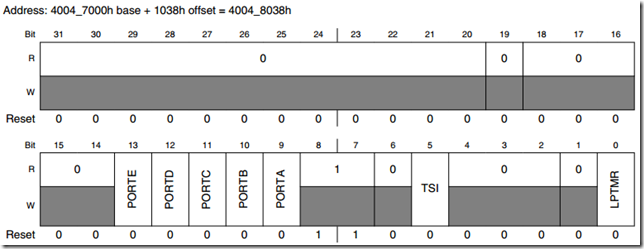 Address: 4004_7000h base + 1038h offset = 4004_8038h
Bit 31 30 29 28 27 26 25 24 23 22 21 20 19 18 17 16
R 0 0 0
W
Reset 0 0 0 0 0 0 0 0 0 0 0 0 0 0 0 0
Bit 15 14 13 12 11 10 9 8 7 6 5 4 3 2 1 0
R 0 PORTE PORTD PORTC PORTB PORTA 1 0 TSI 0 0 LPTMR
W
Reset 0 0 0 0 0 0 0 1 1 0 0 0 0 0 0 0